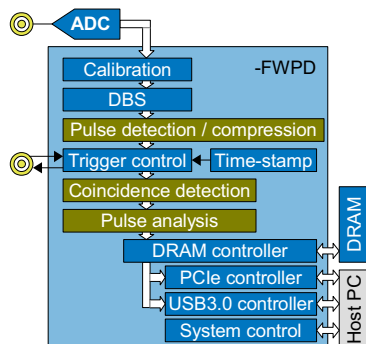 ADC
-FWPD
Calibration
DBS
Pulse detection / compression
Trigger control
Time-stamp
Coincidence detection
Pulse analysis
DRAM controller
DRAM
PCIe controller
USB3.0 controller
System control
Host PC